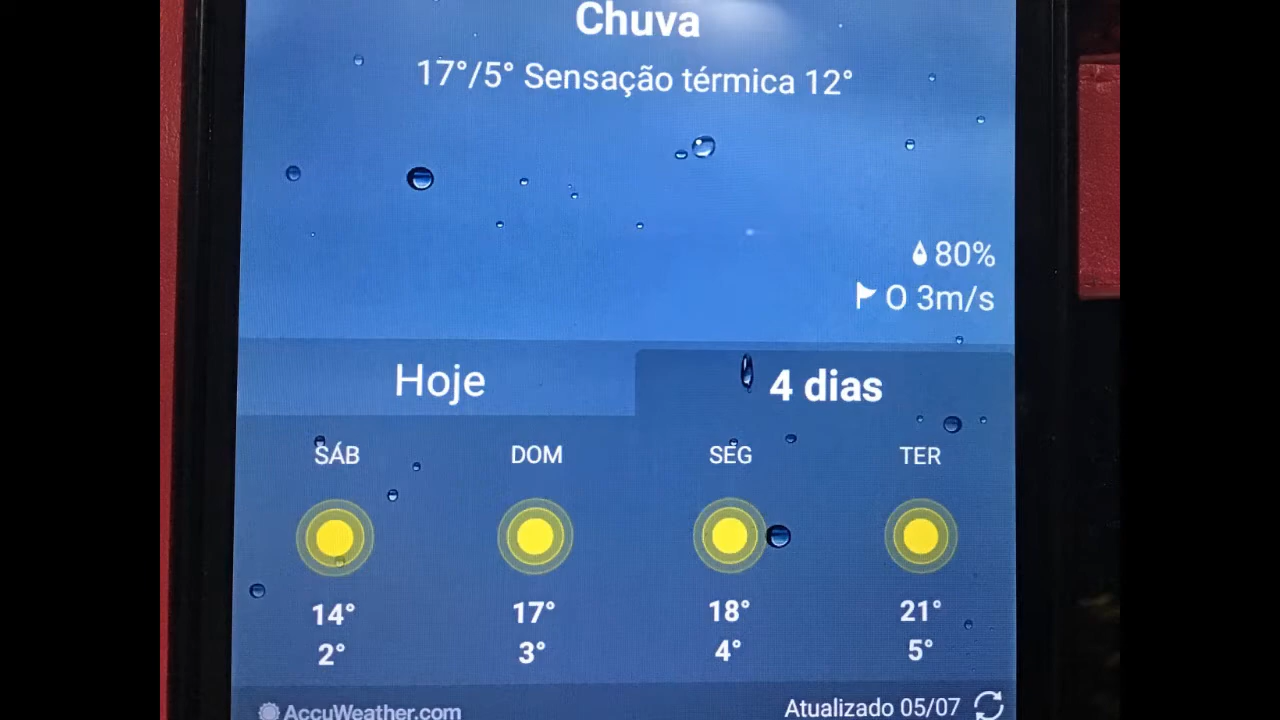 Chuva
17°/5° Sensação térmica 12°
80%
O 3m/s
Hoje
4 dias
SÁB DOM SEG TER
14° 17° 18° 21°
2° 3° 4° 5°
AccuWeather.com
Atualizado 05/07